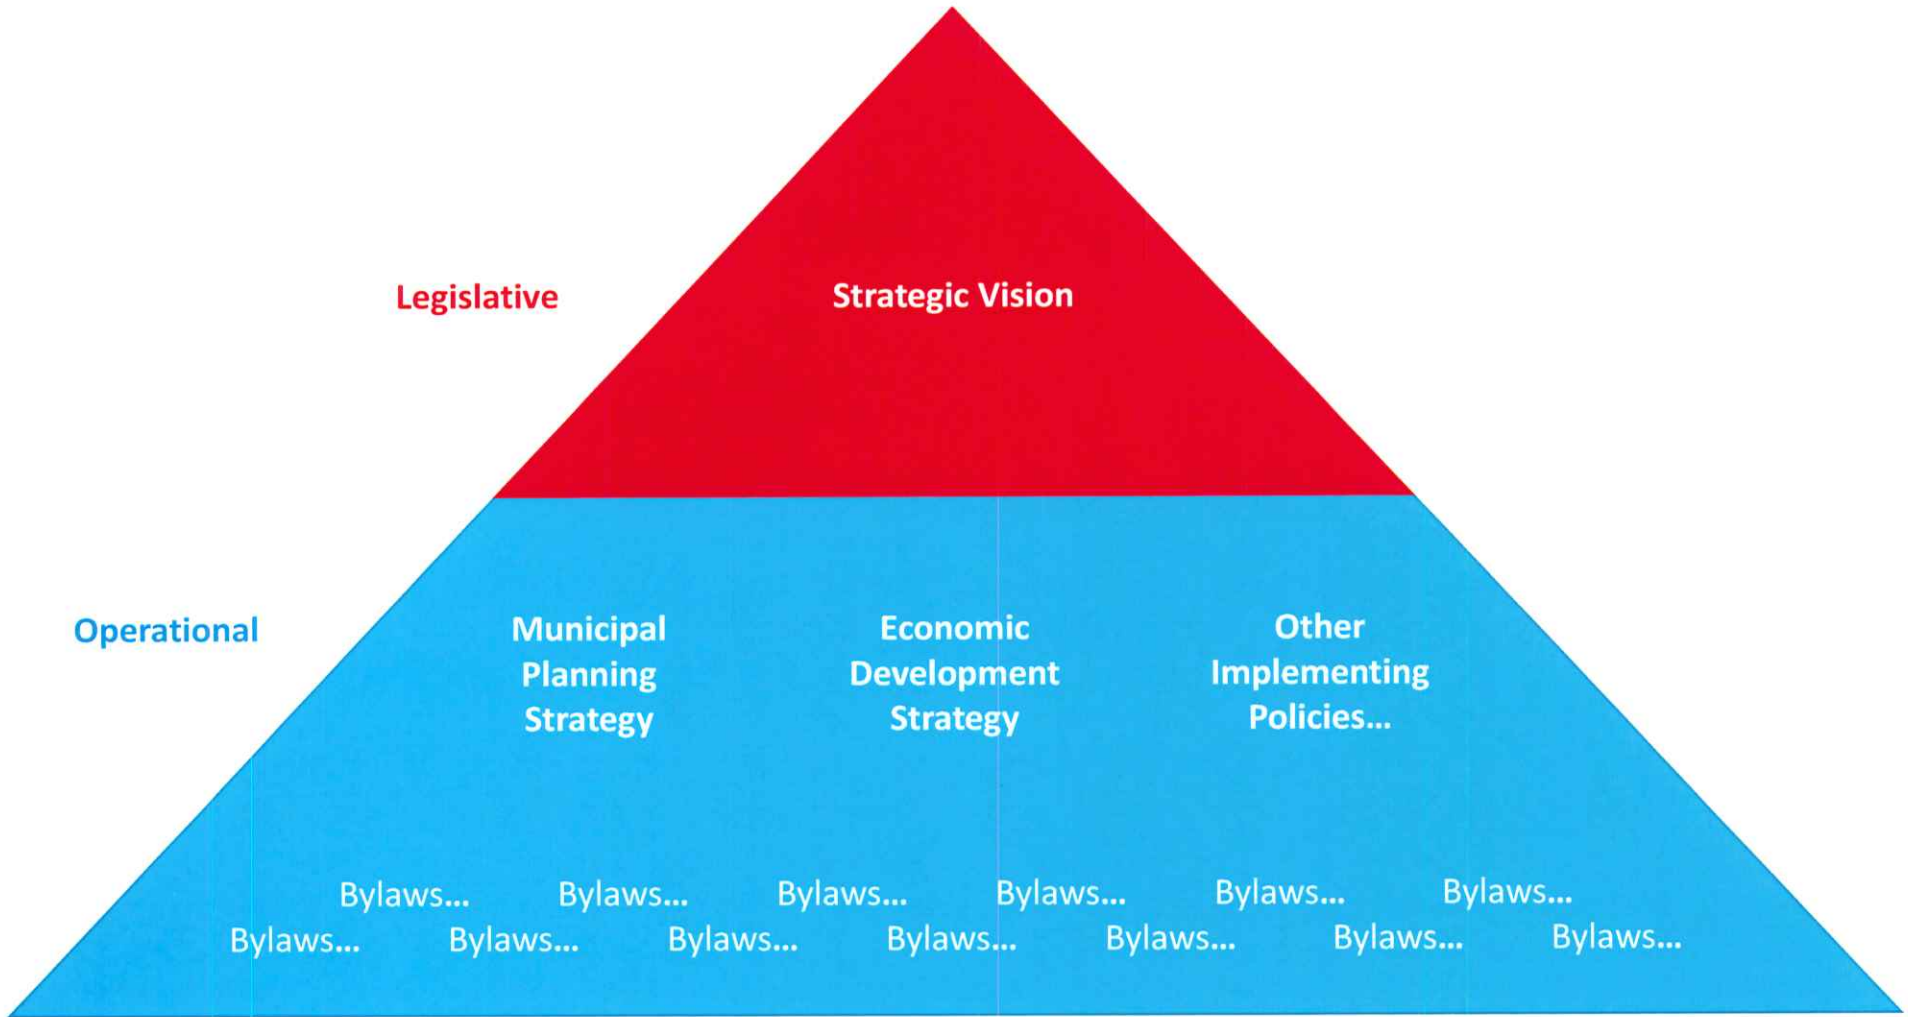 Legislative
Strategic Vision
Operational
Municipal
Planning
Strategy
Economic
Development
Strategy
Other
Implementing
Policies...
Bylaws... Bylaws... Bylaws... Bylaws... Bylaws... Bylaws...
Bylaws... Bylaws... Bylaws... Bylaws... Bylaws... Bylaws... Bylaws...